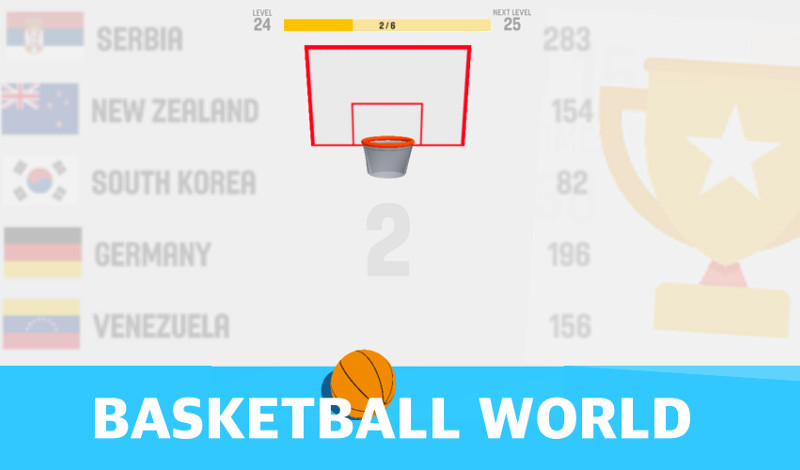 LEVEL
24
2 / 6
NEXT LEVEL
25
SERBIA 283
NEW ZEALAND 154
SOUTH KOREA 82
2
GERMANY 196
VENEZUELA 156
BASKETBALL WORLD